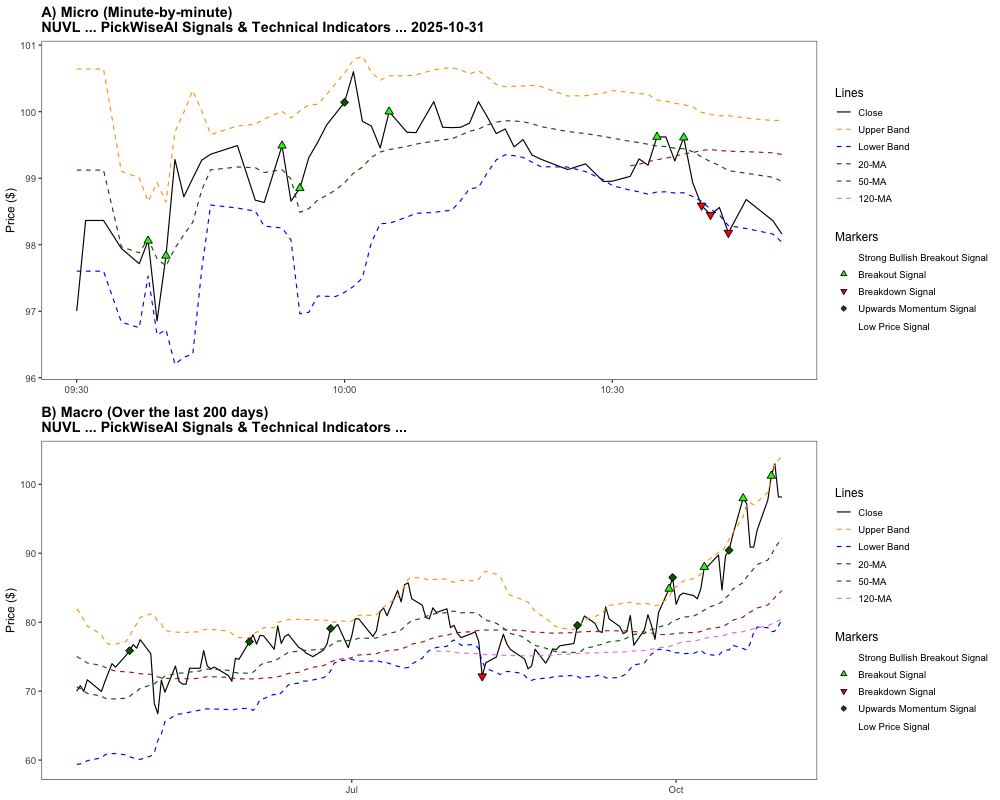 A) Micro (Minute-by-minute)
NUVL ... PickWiseAI Signals & Technical Indicators ... 2025-10-31
Price ($)
101
100
99
98
97
96
09:30
10:00
10:30
Lines
Close
Upper Band
Lower Band
20-MA
50-MA
120-MA
Markers
Strong Bullish Breakout Signal
Breakout Signal
Breakdown Signal
Upwards Momentum Signal
Low Price Signal
B) Macro (Over the last 200 days)
NUVL ... PickWiseAI Signals & Technical Indicators ...
Price ($)
100
90
80
70
60
Jul
Oct
Lines
Close
Upper Band
Lower Band
20-MA
50-MA
120-MA
Markers
Strong Bullish Breakout Signal
Breakout Signal
Breakdown Signal
Upwards Momentum Signal
Low Price Signal